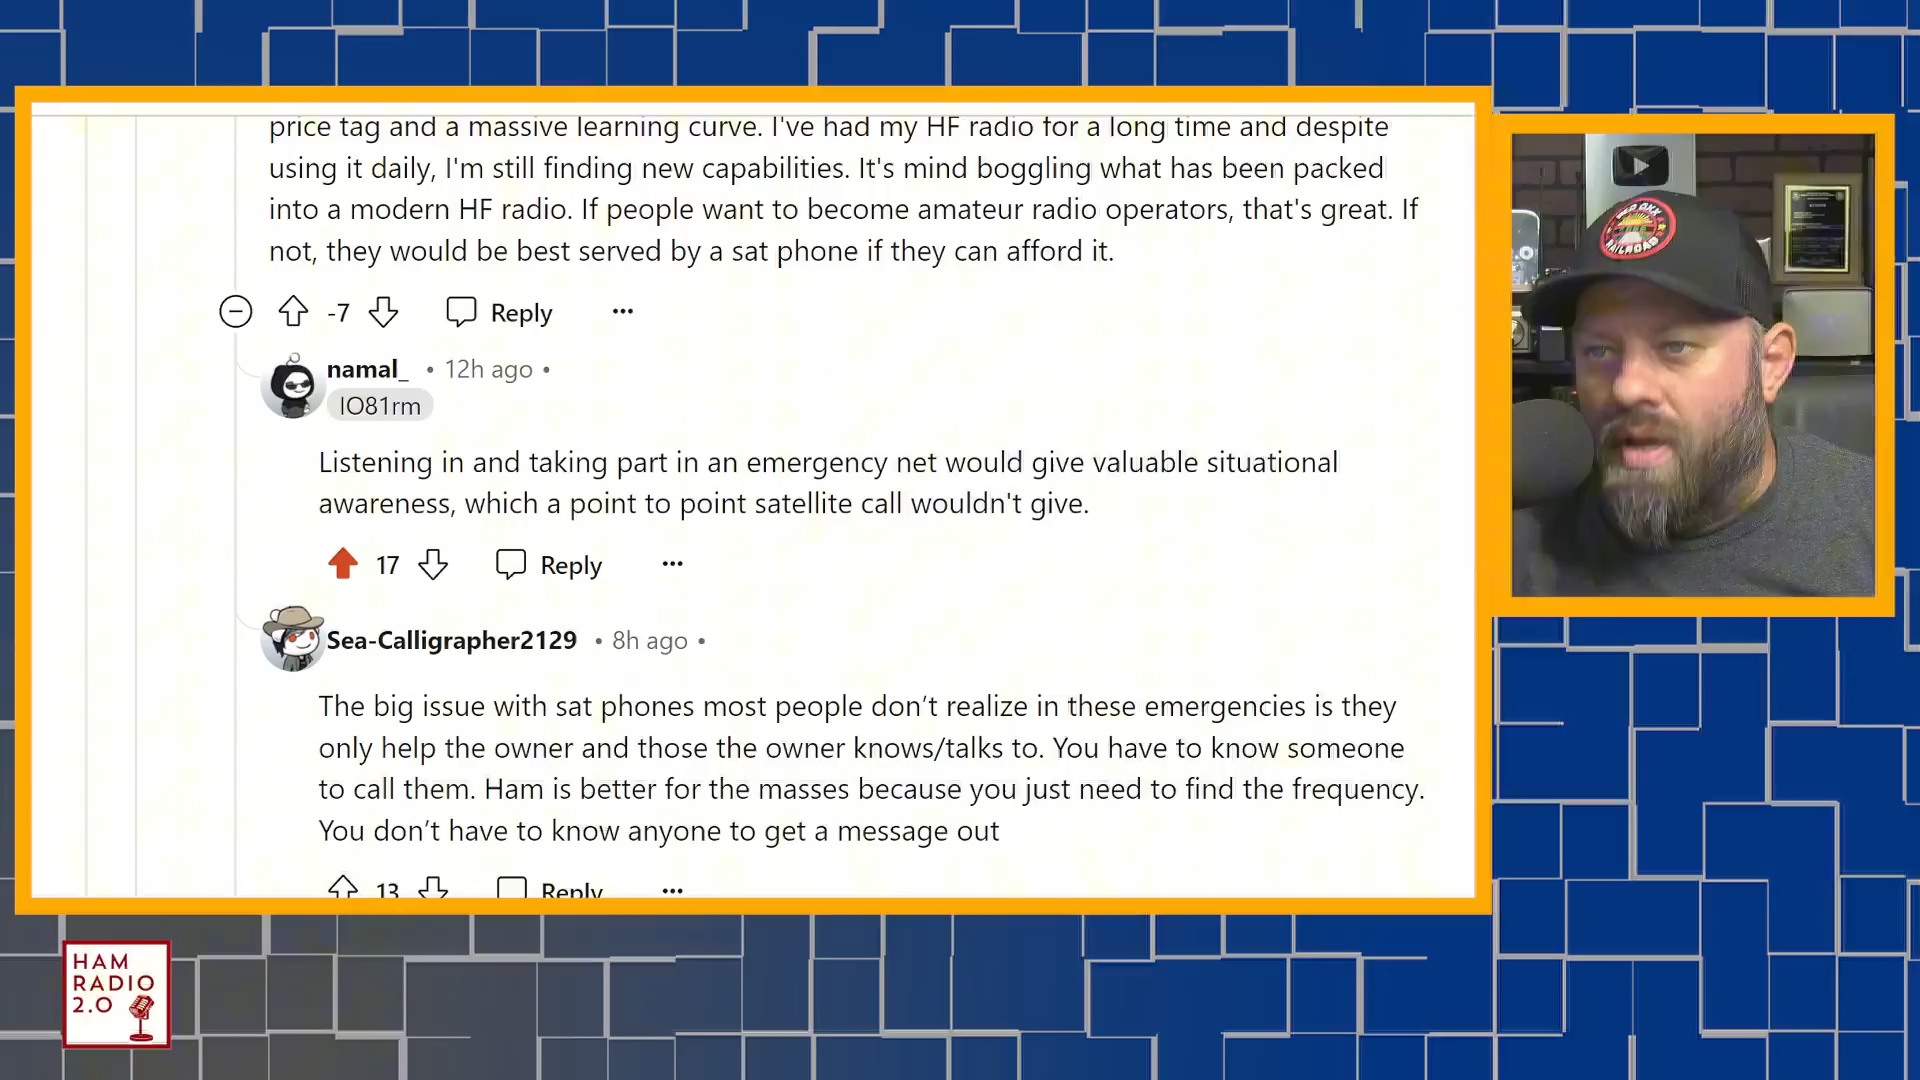 price tag and a massive learning curve. I've had my HF radio for a long time and despite
using it daily, I'm still finding new capabilities. It's mind boggling what has been packed
into a modern HF radio. If people want to become amateur radio operators, that's great. If
not, they would be best served by a sat phone if they can afford it.
-7 Reply
namal_ • 12h ago •
IO81rm
Listening in and taking part in an emergency net would give valuable situational
awareness, which a point to point satellite call wouldn't give.
17 Reply
Sea-Calligrapher2129 • 8h ago •
The big issue with sat phones most people don’t realize in these emergencies is they
only help the owner and those the owner knows/talks to. You have to know someone
to call them. Ham is better for the masses because you just need to find the frequency.
You don’t have to know anyone to get a message out
13 Reply
RAILROAD
HAM
RADIO
2.0